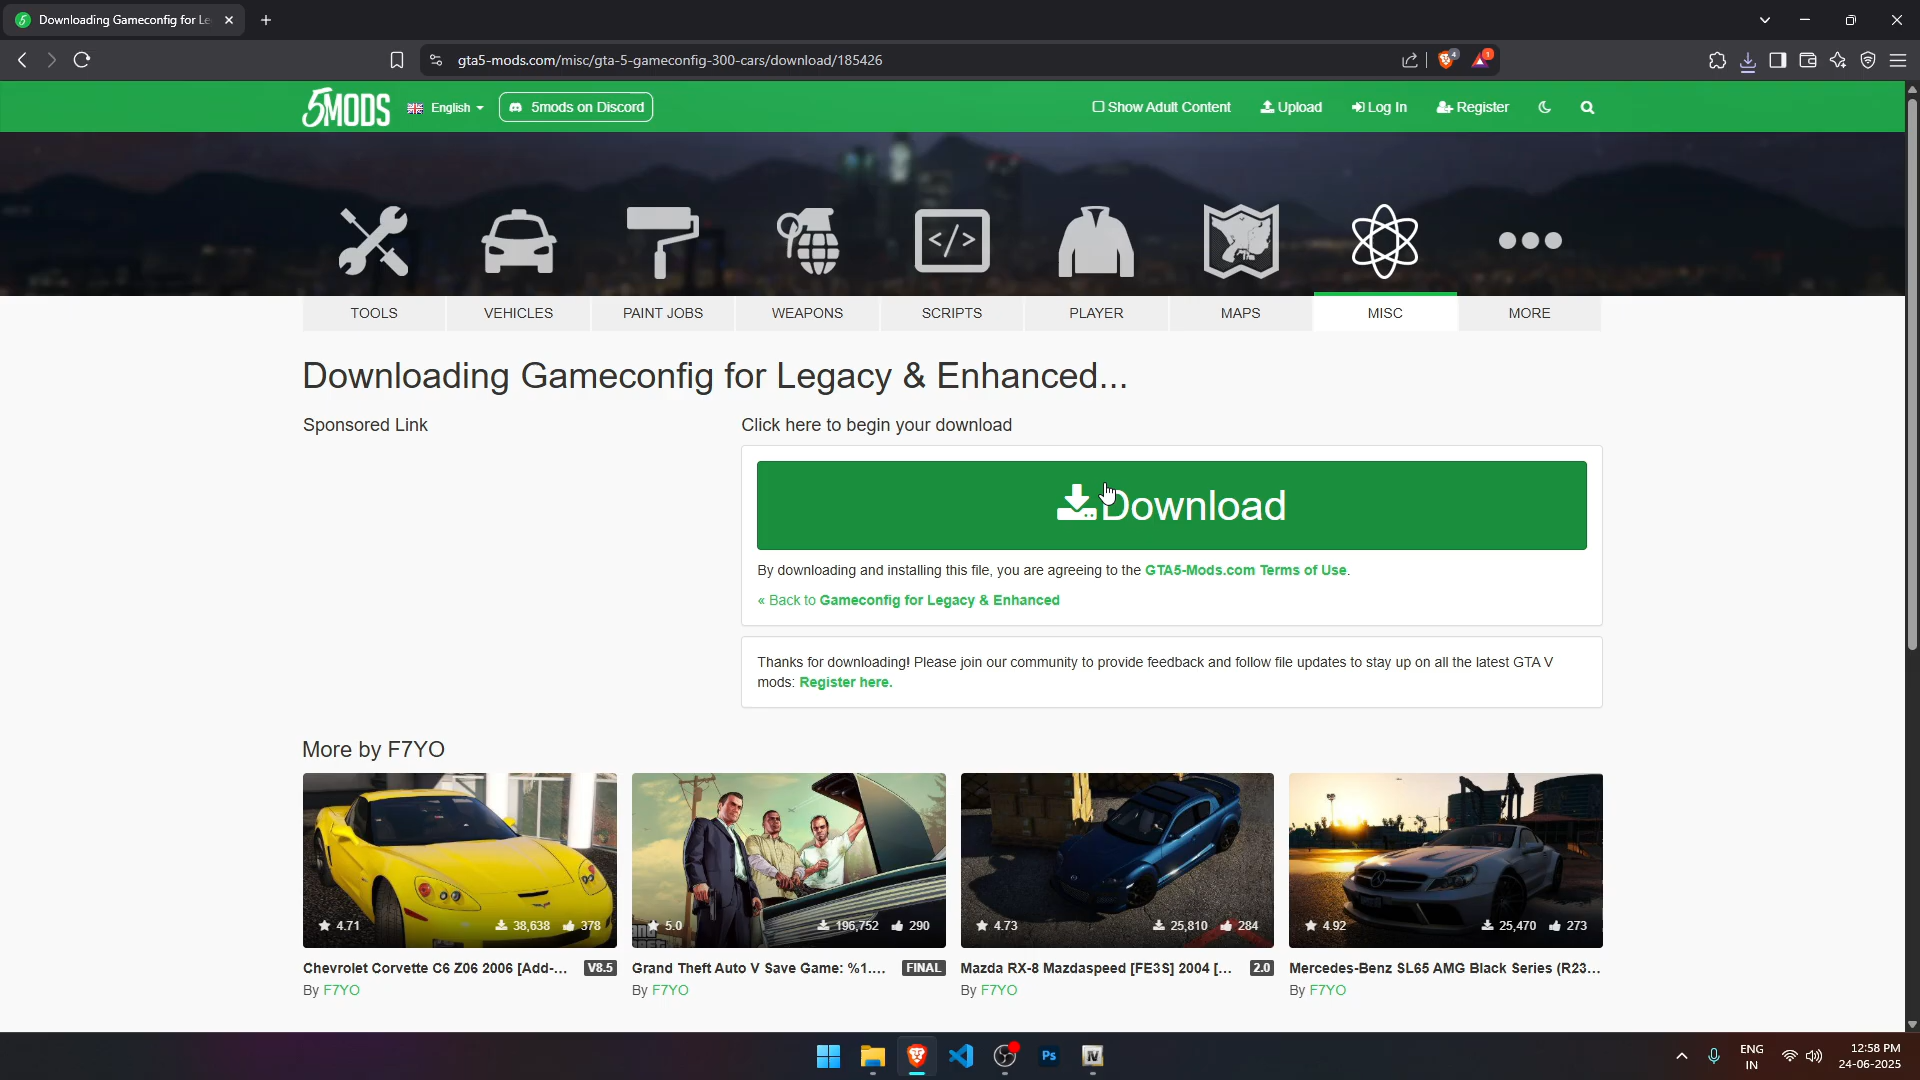 Downloading Gameconfig for Le
gta5-mods.com/misc/gta-5-gameconfig-300-cars/download/185426
4
1
5MODS
English
5mods on Discord
Show Adult Content
Upload
Log In
Register
TOOLS
VEHICLES
PAINT JOBS
WEAPONS
SCRIPTS
PLAYER
MAPS
MISC
MORE
Downloading Gameconfig for Legacy & Enhanced...
Sponsored Link
Click here to begin your download
Download
By downloading and installing this file, you are agreeing to the GTA5-Mods.com Terms of Use.
« Back to Gameconfig for Legacy & Enhanced
Thanks for downloading! Please join our community to provide feedback and follow file updates to stay up on all the latest GTA V
mods: Register here.
More by F7YO
4.71 38,638 378
5.0 196,752 290
4.73 25,810 284
4.92 25,470 273
Chevrolet Corvette C6 Z06 2006 [Add-... V8.5
By F7YO
Grand Theft Auto V Save Game: %1.... FINAL
By F7YO
Mazda RX-8 Mazdaspeed [FE3S] 2004 [... 2.0
By F7YO
Mercedes-Benz SL65 AMG Black Series (R23...
By F7YO
Ps
IV
ENG
IN
12:58 PM
24-06-2025